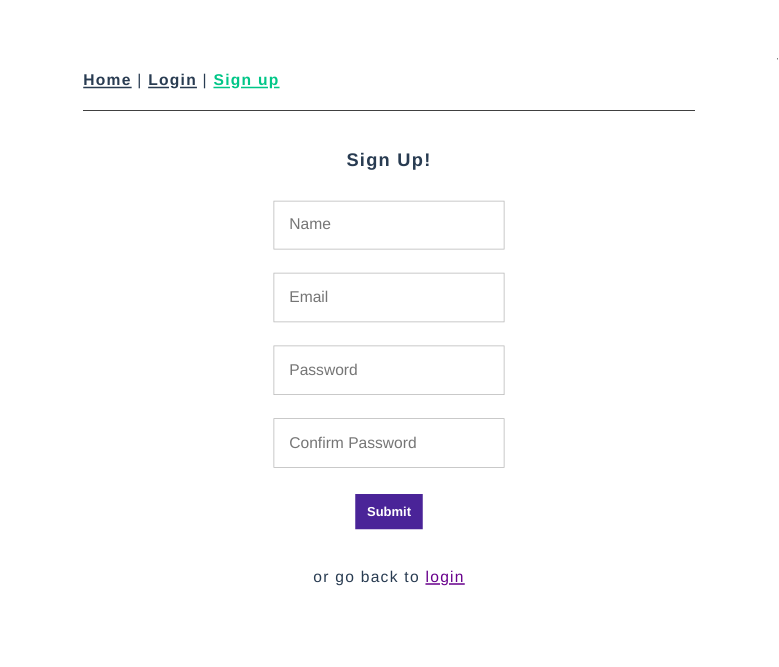 Home | Login | Sign up
Sign Up!
Name
Email
Password
Confirm Password
Submit
or go back to login